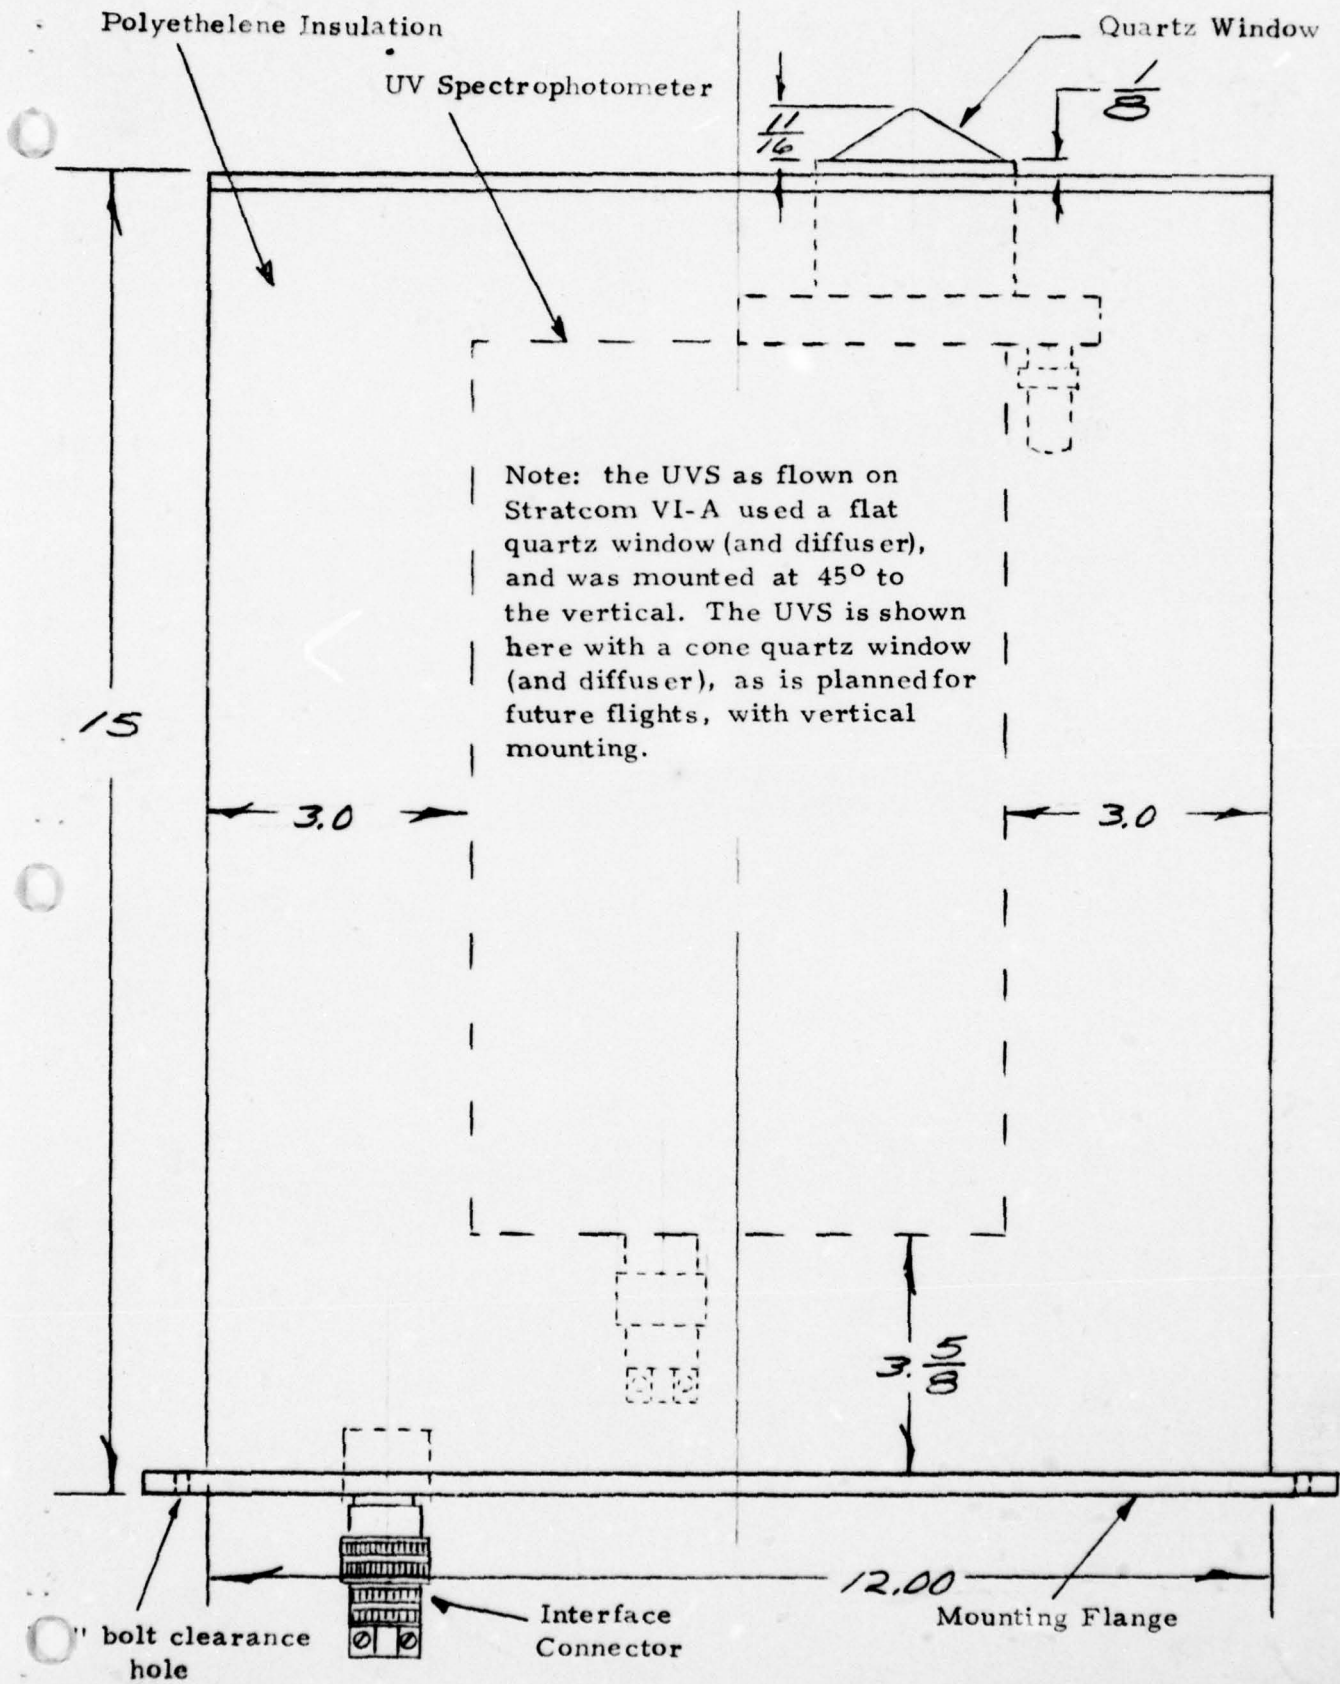 Polyethelene Insulation
Quartz Window
UV Spectrophotometer
11/16
1/8
Note: the UVS as flown on
Stratcom VI-A used a flat
quartz window (and diffuser),
and was mounted at 45° to
the vertical. The UVS is shown
here with a cone quartz window
(and diffuser), as is planned for
future flights, with vertical
mounting.
15
3.0
3.0
3. 5/8
12.00
" bolt clearance
hole
Interface
Connector
Mounting Flange